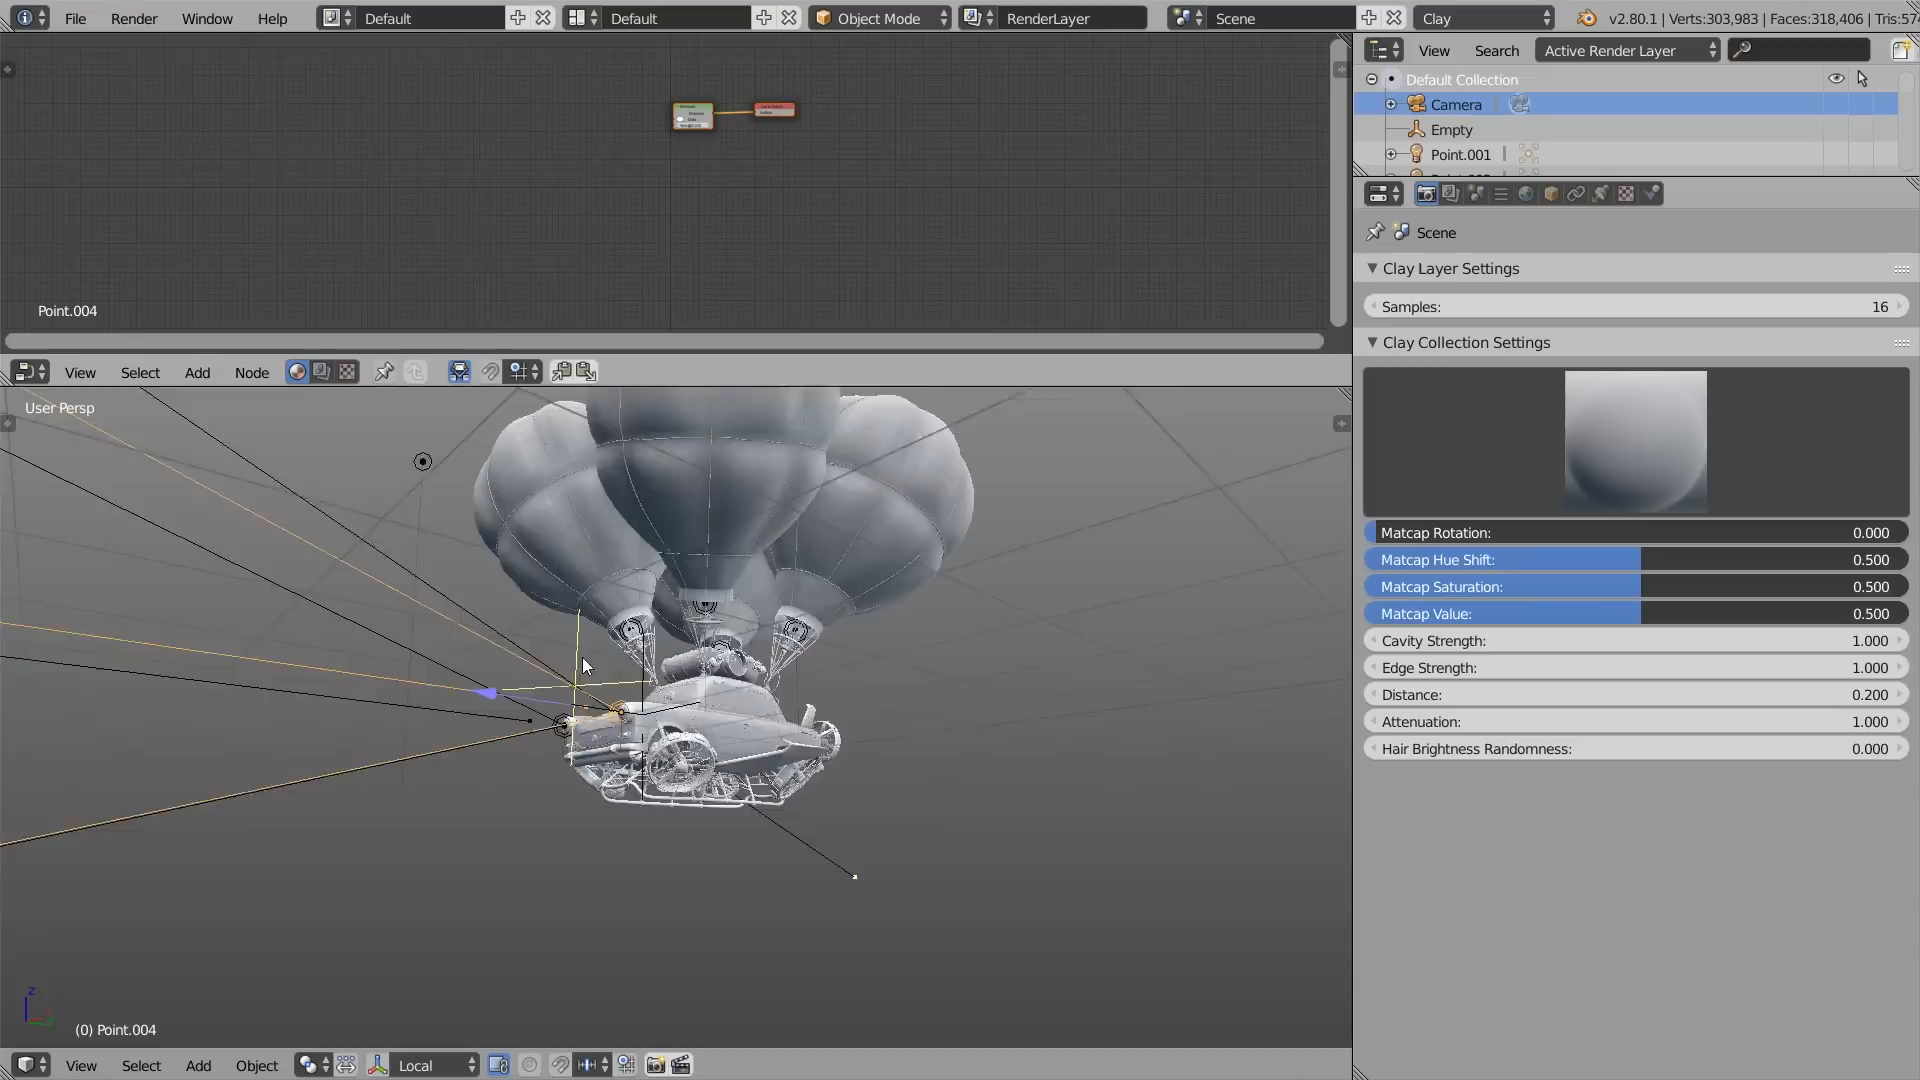 File Render Window Help Default Default Object Mode RenderLayer Scene Clay v2.80.1 | Verts:303,983 | Faces:318,406 | Tris:574
View Search Active Render Layer
Default Collection
Camera
Empty
Point.001
Scene
Clay Layer Settings
Samples: 16
Clay Collection Settings
Matcap Rotation: 0.000
Matcap Hue Shift: 0.500
Matcap Saturation: 0.500
Matcap Value: 0.500
Cavity Strength: 1.000
Edge Strength: 1.000
Distance: 0.200
Attenuation: 1.000
Hair Brightness Randomness: 0.000
Point.004
View Select Add Node
User Persp
z
(0) Point.004
View Select Add Object Local